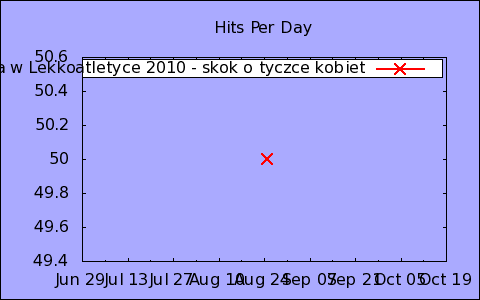 Hits Per Day
50.6
w Lekkoatletyce 2010 - skok o tyczce kobiet
50.4
50.2
50
49.8
49.6
49.4
Jun 29 Jul 13 Jul 27 Aug 10 Aug 24 Sep 07 Sep 21 Oct 05 Oct 19